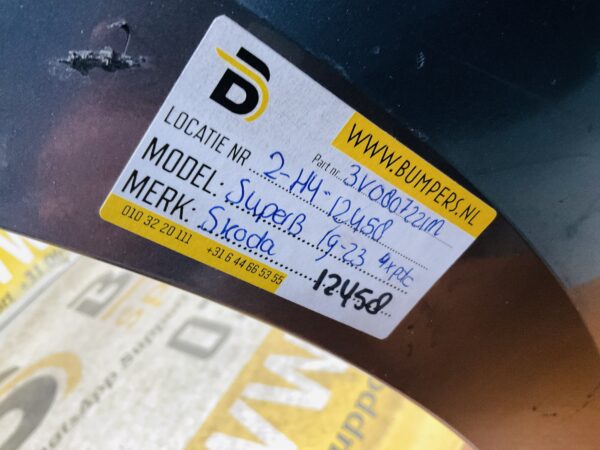 WWW.BUMPERS.NL
Part nr. 3V0807221M
LOCATIE NR. 2-H4-12458
MODEL: SuperB 19-23 4xpdc
MERK: Skoda
12458
010 32 20 111 +31 6 44 66 53 55